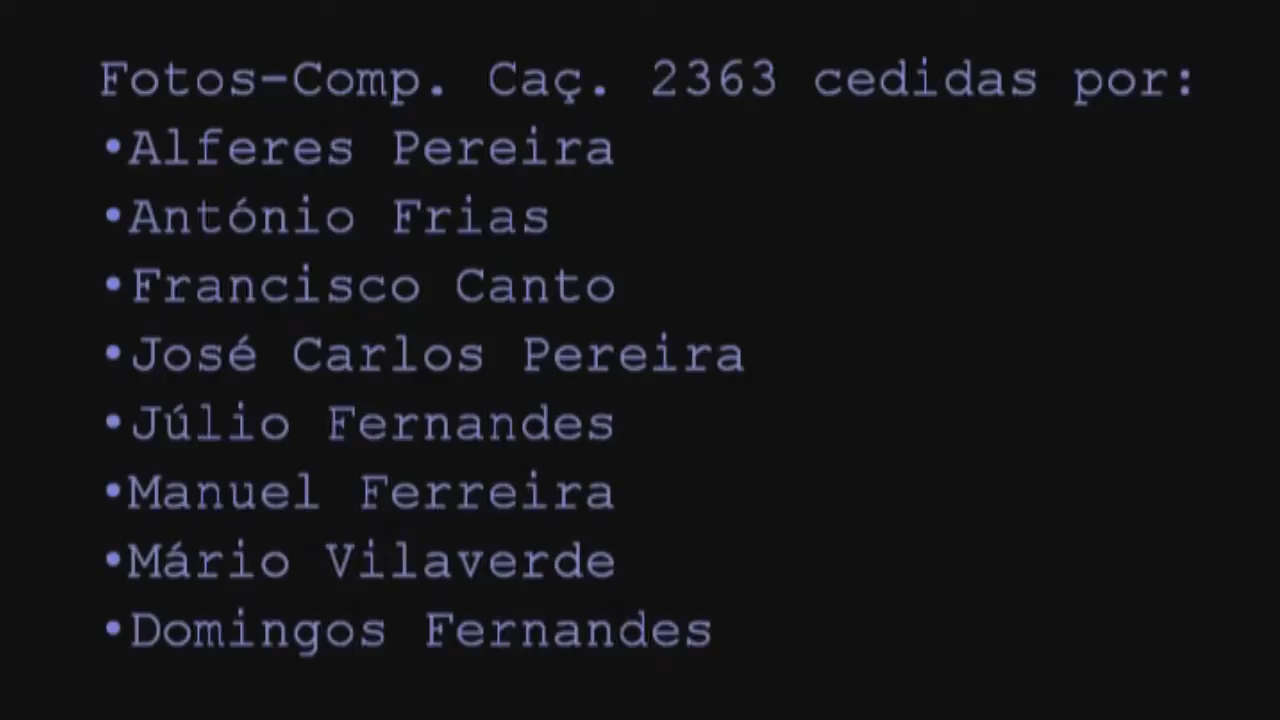 Fotos-Comp. Caç. 2363 cedidas por:
•Alferes Pereira
•António Frias
•Francisco Canto
•José Carlos Pereira
•Júlio Fernandes
•Manuel Ferreira
•Mário Vilaverde
•Domingos Fernandes